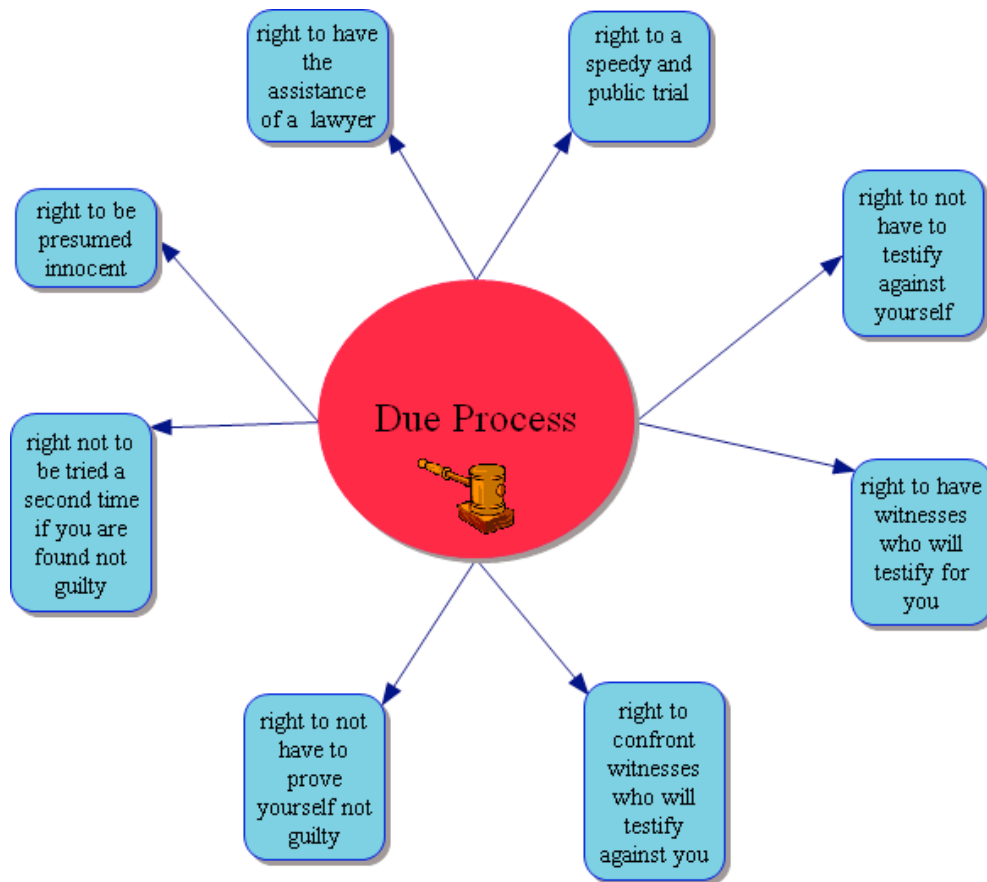 right to have
the
assistance
of a lawyer
right to a
speedy and
public trial
right to be
presumed
innocent
right to not
have to
testify
against
yourself
Due Process
right not to
be tried a
second time
if you are
found not
guilty
right to have
witnesses
who will
testify for
you
right to not
have to
prove
yourself not
guilty
right to
confront
witnesses
who will
testify
against you